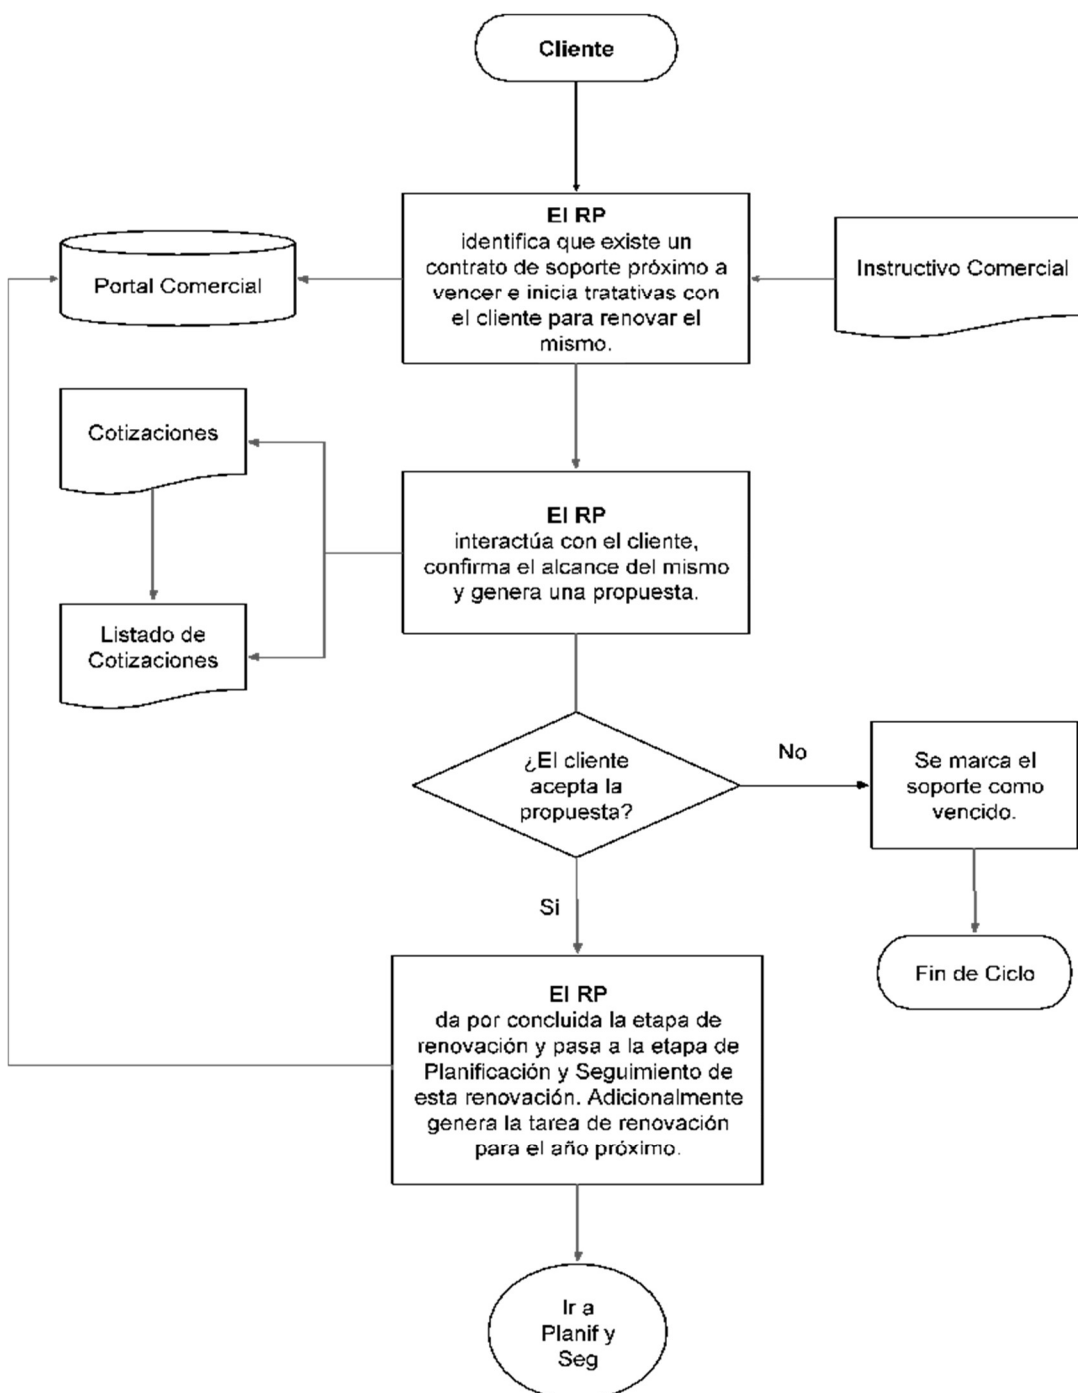 Cliente
El RP
identifica que existe un
contrato de soporte próximo a
vencer e inicia tratativas con
el cliente para renovar el
mismo.
Portal Comercial
Instructivo Comercial
Cotizaciones
El RP
interactúa con el cliente,
confirma el alcance del mismo
y genera una propuesta.
Listado de
Cotizaciones
¿El cliente
acepta la
propuesta?
No
Se marca el
soporte como
vencido.
Si
Fin de Ciclo
El RP
da por concluida la etapa de
renovación y pasa a la etapa de
Planificación y Seguimiento de
esta renovación. Adicionalmente
genera la tarea de renovación
para el año próximo.
Ir a
Planif y
Seg